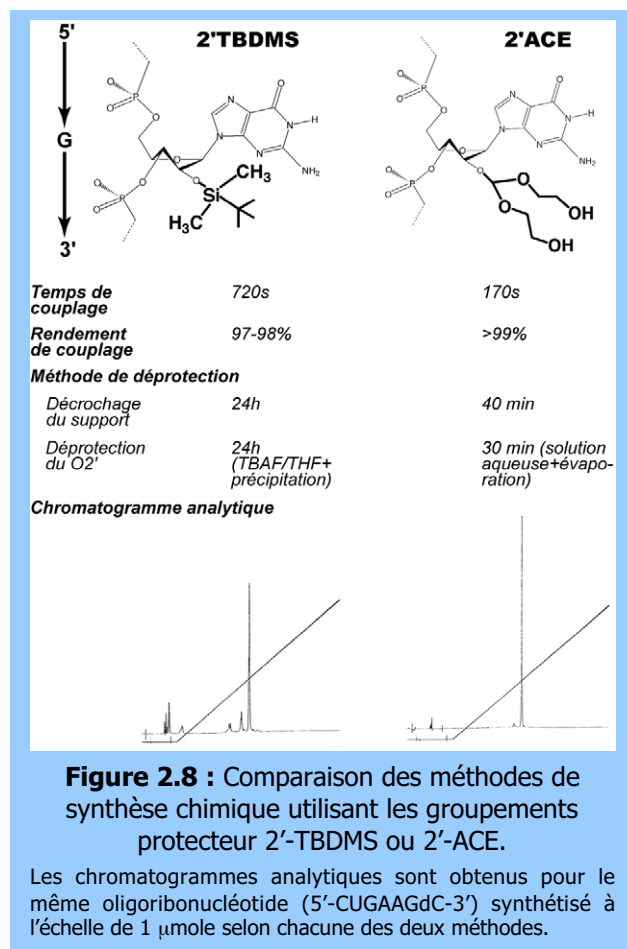 5'
2'TBDMS
2'ACE
G
3'
O
O
P
O
O
P
O
O
O
O
N
N
N
N
O
H
NH₂
CH₃
Si
H₃C
O
O
P
O
O
P
O
O
O
O
N
N
N
N
O
H
NH₂
O
O
OH
OH
Temps de
couplage
720s
170s
Rendement
de couplage
97-98%
>99%
Méthode de déprotection
Décrochage
du support
24h
40 min
Déprotection
du O2'
24h
(TBAF/THF+
précipitation)
30 min (solution
aqueuse+évapo-
ration)
Chromatogramme analytique
Figure 2.8 : Comparaison des méthodes de
synthèse chimique utilisant les groupements
protecteur 2’-TBDMS ou 2’-ACE.
Les chromatogrammes analytiques sont obtenus pour le
même oligoribonucléotide (5’-CUGAAGdC-3’) synthétisé à
l’échelle de 1 µmole selon chacune des deux méthodes.